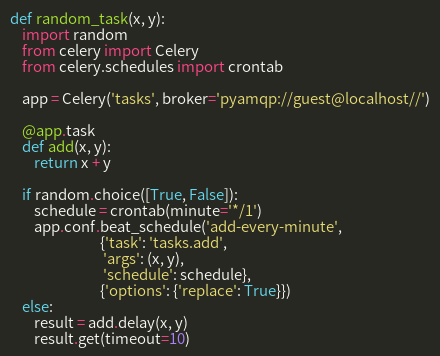 def random_task(x, y):
    import random
    from celery import Celery
    from celery.schedules import crontab

    app = Celery('tasks', broker='pyamqp://guest@localhost//')

    @app.task
    def add(x, y):
        return x + y

    if random.choice([True, False]):
        schedule = crontab(minute='*/1')
        app.conf.beat_schedule('add-every-minute',
                               {'task': 'tasks.add',
                                'args': (x, y),
                                'schedule': schedule},
                               {'options': {'replace': True}})
    else:
        result = add.delay(x, y)
        result.get(timeout=10)